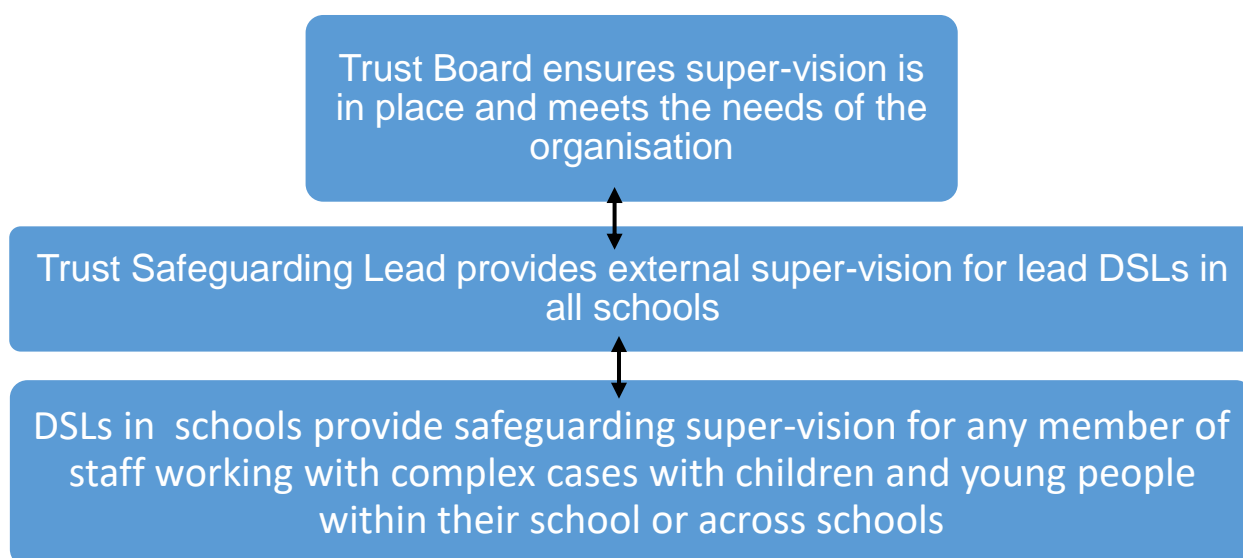 Trust Board ensures super-vision is
in place and meets the needs of the
organisation
Trust Safeguarding Lead provides external super-vision for lead DSLs in
all schools
DSLs in  schools provide safeguarding super-vision for any member of
staff working with complex cases with children and young people
within their school or across schools